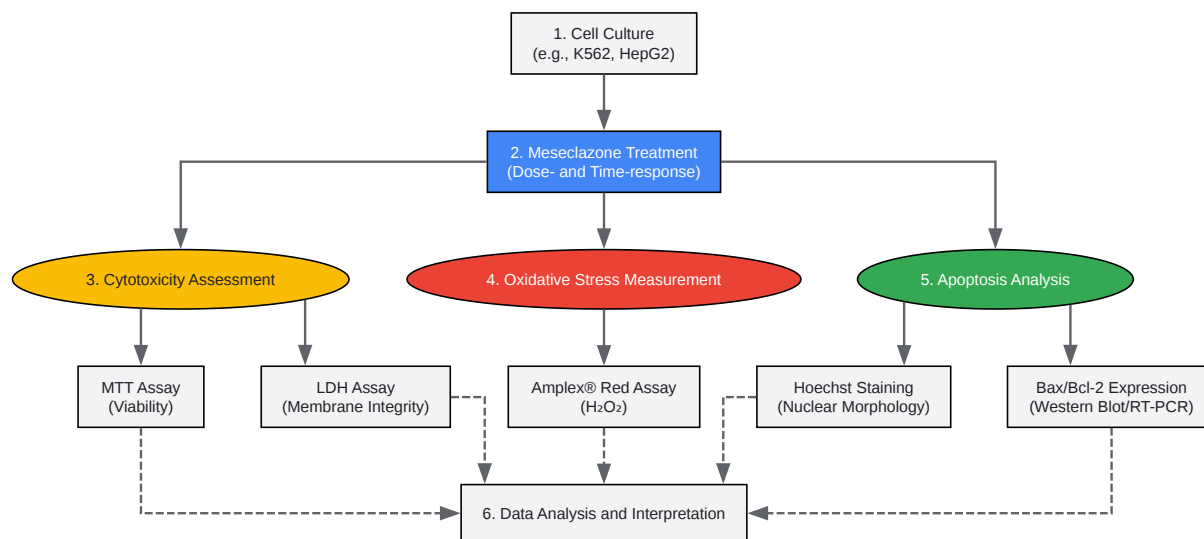 1. Cell Culture
(e.g., K562, HepG2)
2. Meseclazone Treatment
(Dose- and Time-response)
3. Cytotoxicity Assessment
4. Oxidative Stress Measurement
5. Apoptosis Analysis
MTT Assay
(Viability)
LDH Assay
(Membrane Integrity)
Amplex® Red Assay
(H₂O₂)
Hoechst Staining
(Nuclear Morphology)
Bax/Bcl-2 Expression
(Western Blot/RT-PCR)
6. Data Analysis and Interpretation